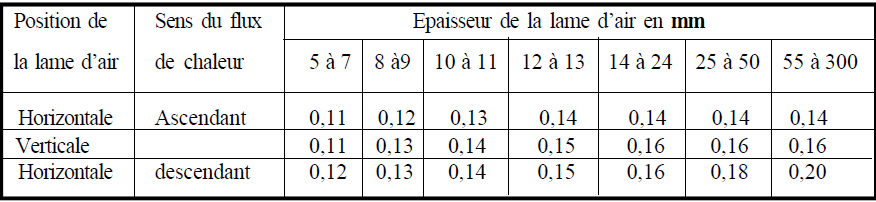 Position de Sens du flux Epaisseur de la lame d'air en mm
la lame d'air de chaleur 5 à 7 8 à9 10 à 11 12 à 13 14 à 24 25 à 50 55 à 300
Horizontale Ascendant 0,11 0,12 0,13 0,14 0,14 0,14 0,14
Verticale 0,11 0,13 0,14 0,15 0,16 0,16 0,16
Horizontale descendant 0,12 0,13 0,14 0,15 0,16 0,18 0,20